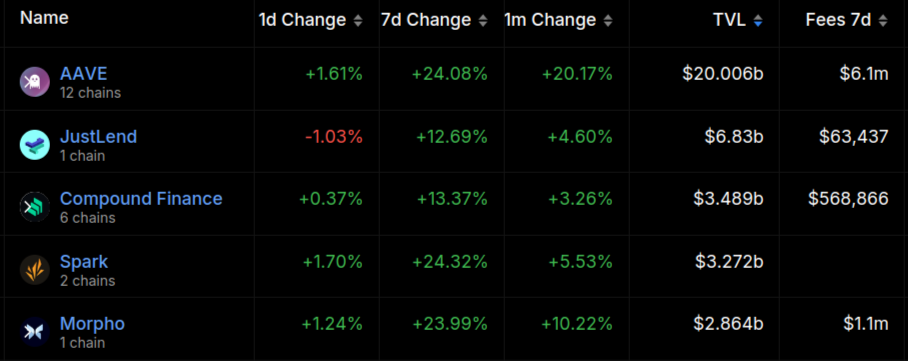 Name 1d Change 7d Change 1m Change TVL Fees 7d
AAVE +1.61% +24.08% +20.17% $20.006b $6.1m
12 chains
JustLend -1.03% +12.69% +4.60% $6.83b $63,437
1 chain
Compound Finance +0.37% +13.37% +3.26% $3.489b $568,866
6 chains
Spark +1.70% +24.32% +5.53% $3.272b
2 chains
Morpho +1.24% +23.99% +10.22% $2.864b $1.1m
1 chain